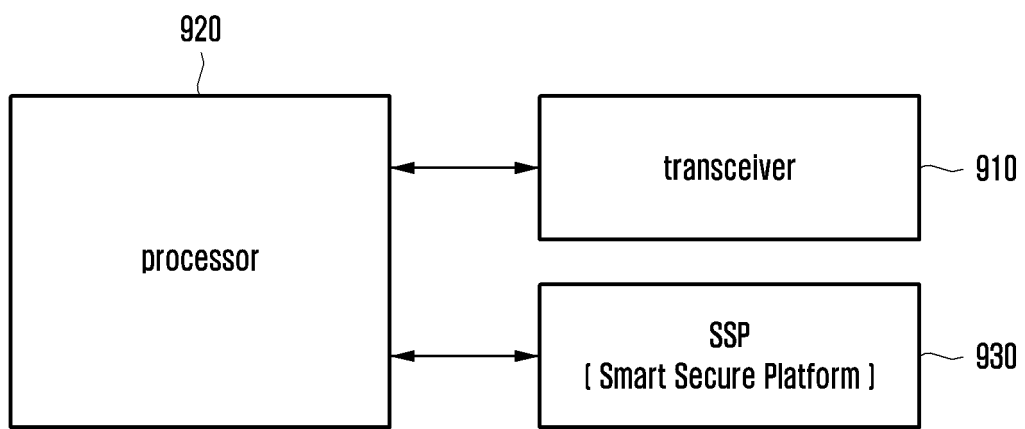 920
transceiver
910
processor
SSP
[ Smart Secure Platform ]
930